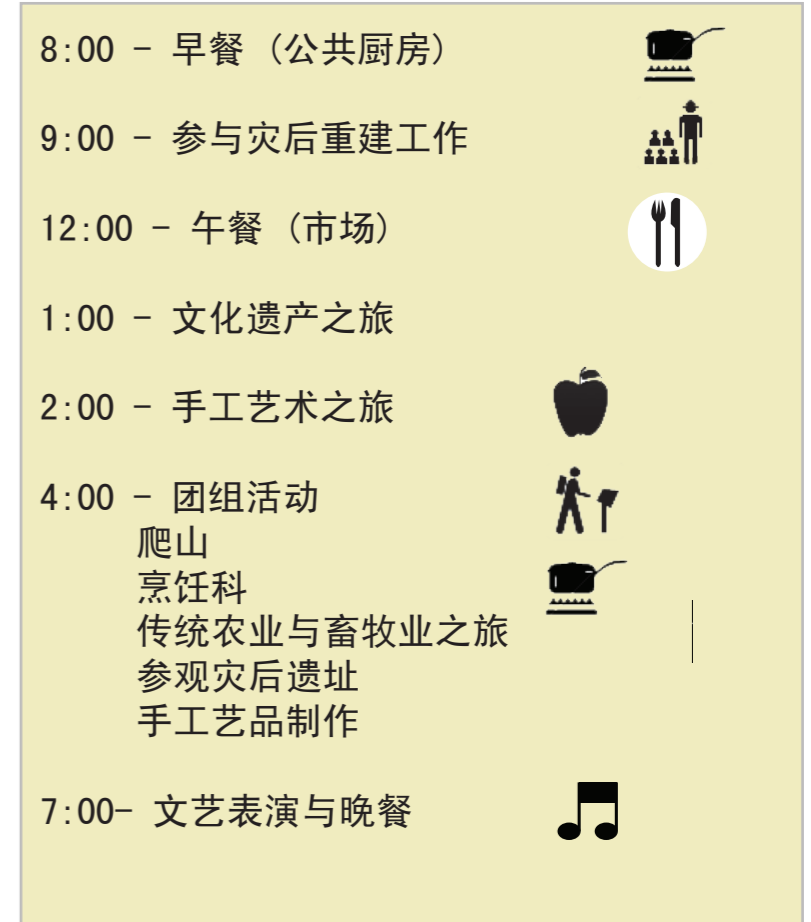 8:00 - 早餐 (公共厨房)
9:00 - 参与灾后重建工作
12:00 - 午餐 (市场)
1:00 - 文化遗产之旅
2:00 - 手工艺术之旅
4:00 - 团组活动
爬山
烹饪科
传统农业与畜牧业之旅
参观灾后遗址
手工艺品制作
7:00- 文艺表演与晚餐